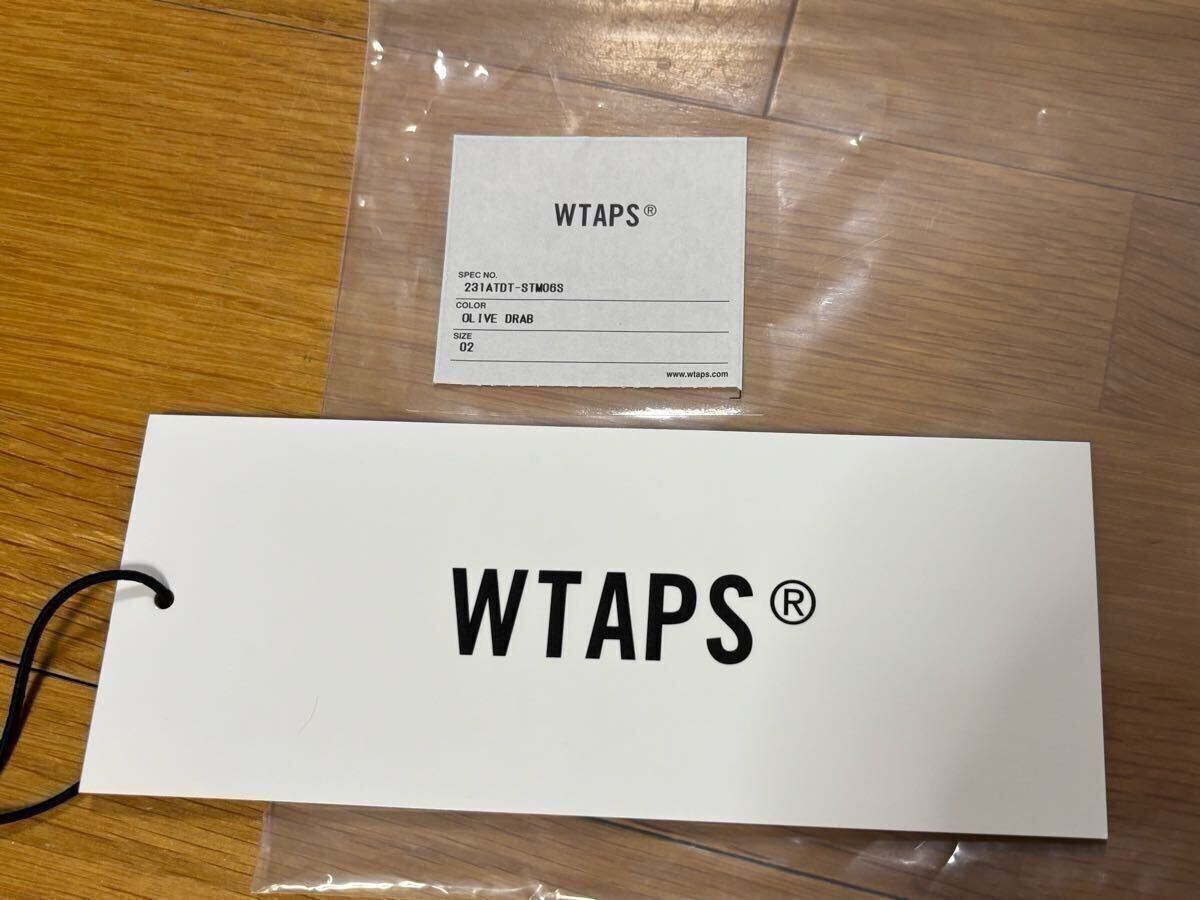 WTAPS®
SPEC NO.
231ATDT-STM06S
COLOR
OLIVE DRAB
SIZE
02
www.wtaps.com
WTAPS®